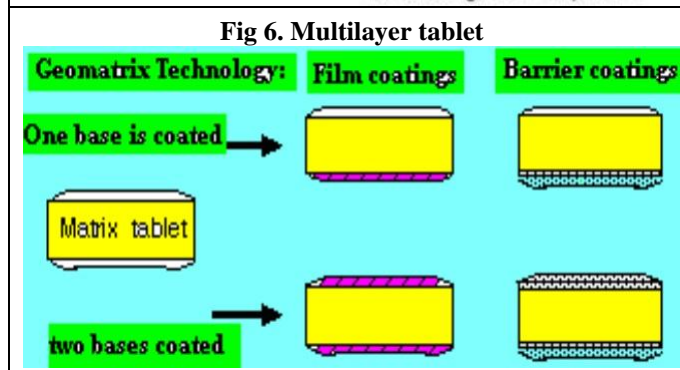 Fig 6. Multilayer tablet
Geomatrix Technology: Film coatings Barrier coatings
One base is coated
Matrix tablet
two bases coated